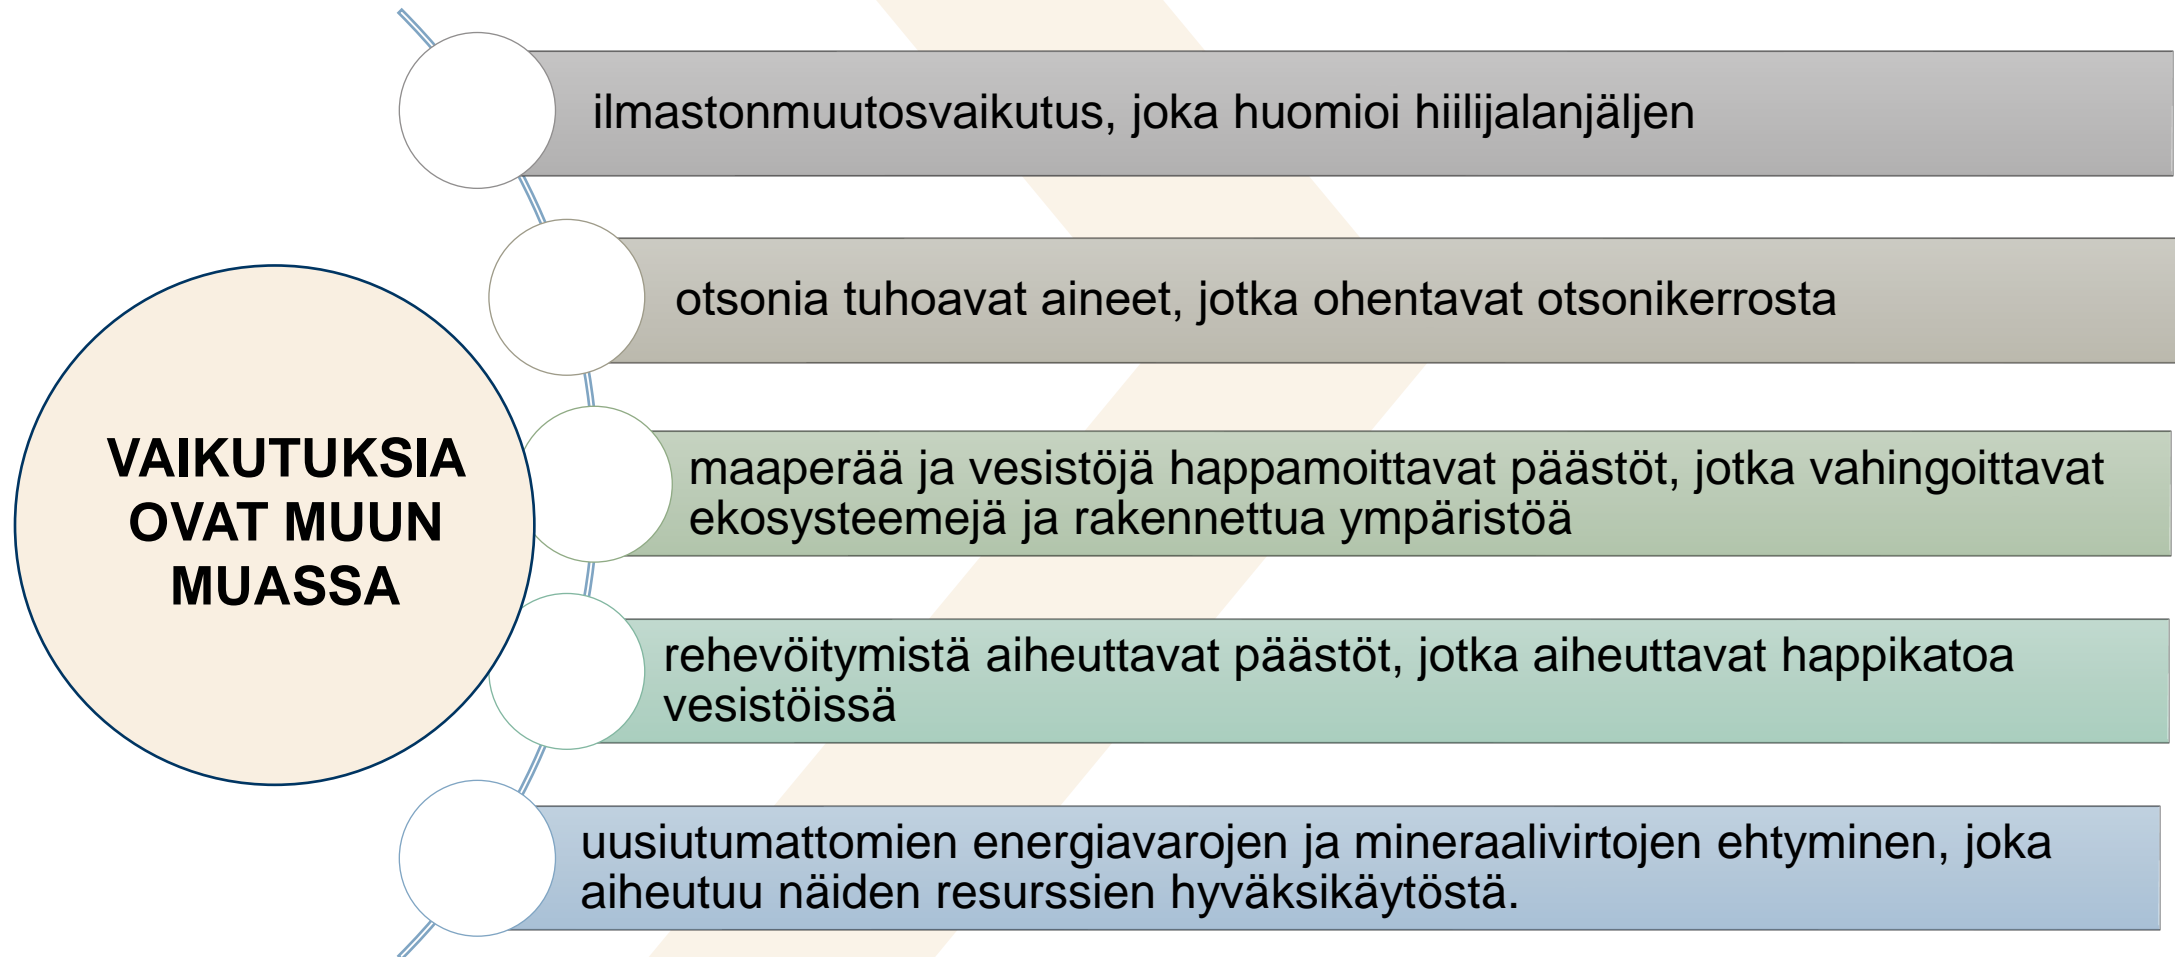 VAIKUTUKSIA
OVAT MUUN
MUASSA
ilmastonmuutosvaikutus, joka huomioi hiilijalanjäljen
otsonia tuhoavat aineet, jotka ohentavat otsonikerrosta
maaperää ja vesistöjä happamoittavat päästöt, jotka vahingoittavat
ekosysteemejä ja rakennettua ympäristöä
rehevöitymistä aiheuttavat päästöt, jotka aiheuttavat happikatoa
vesistöissä
uusiutumattomien energiavarojen ja mineraalivirtojen ehtyminen, joka
aiheutuu näiden resurssien hyväksikäytöstä.